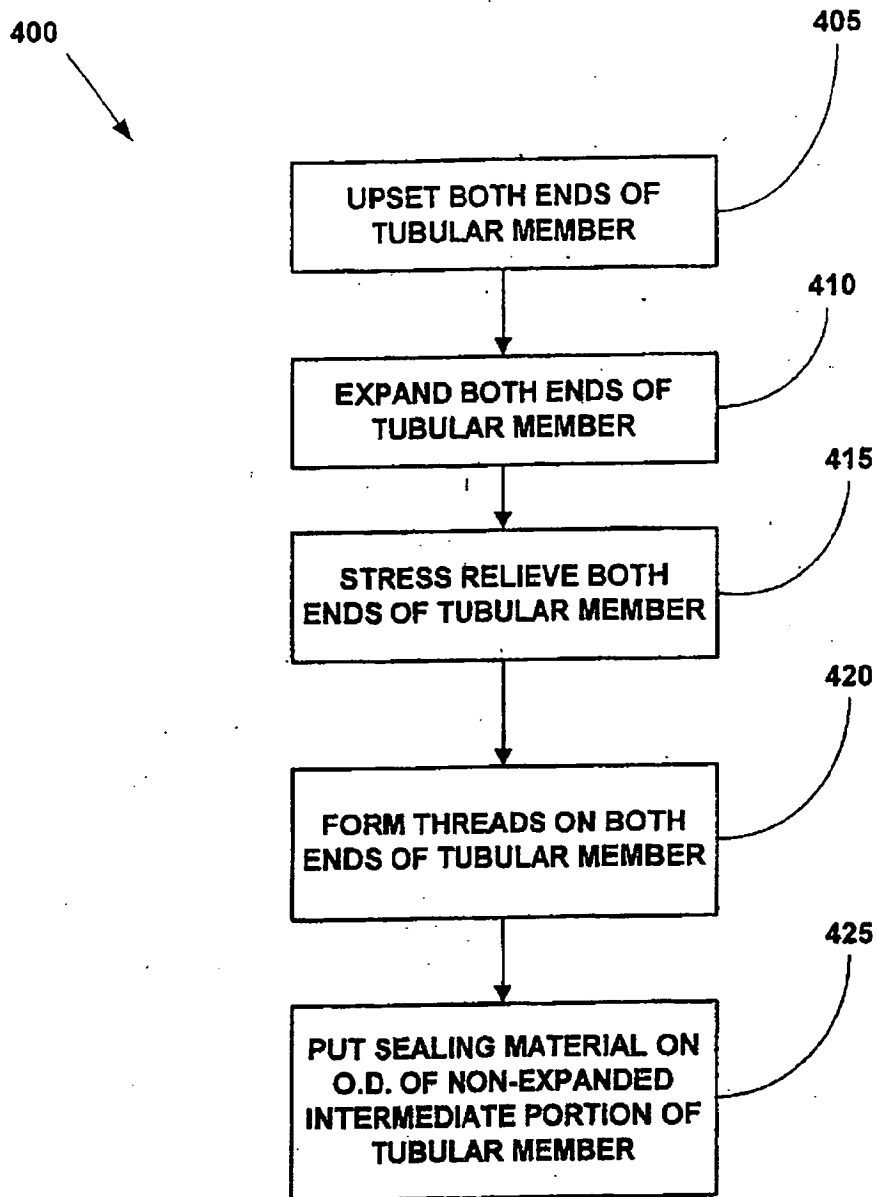 400
405
UPSET BOTH ENDS OF
TUBULAR MEMBER
410
EXPAND BOTH ENDS OF
TUBULAR MEMBER
415
STRESS RELIEVE BOTH
ENDS OF TUBULAR MEMBER
420
FORM THREADS ON BOTH
ENDS OF TUBULAR MEMBER
425
PUT SEALING MATERIAL ON
O.D. OF NON-EXPANDED
INTERMEDIATE PORTION OF
TUBULAR MEMBER